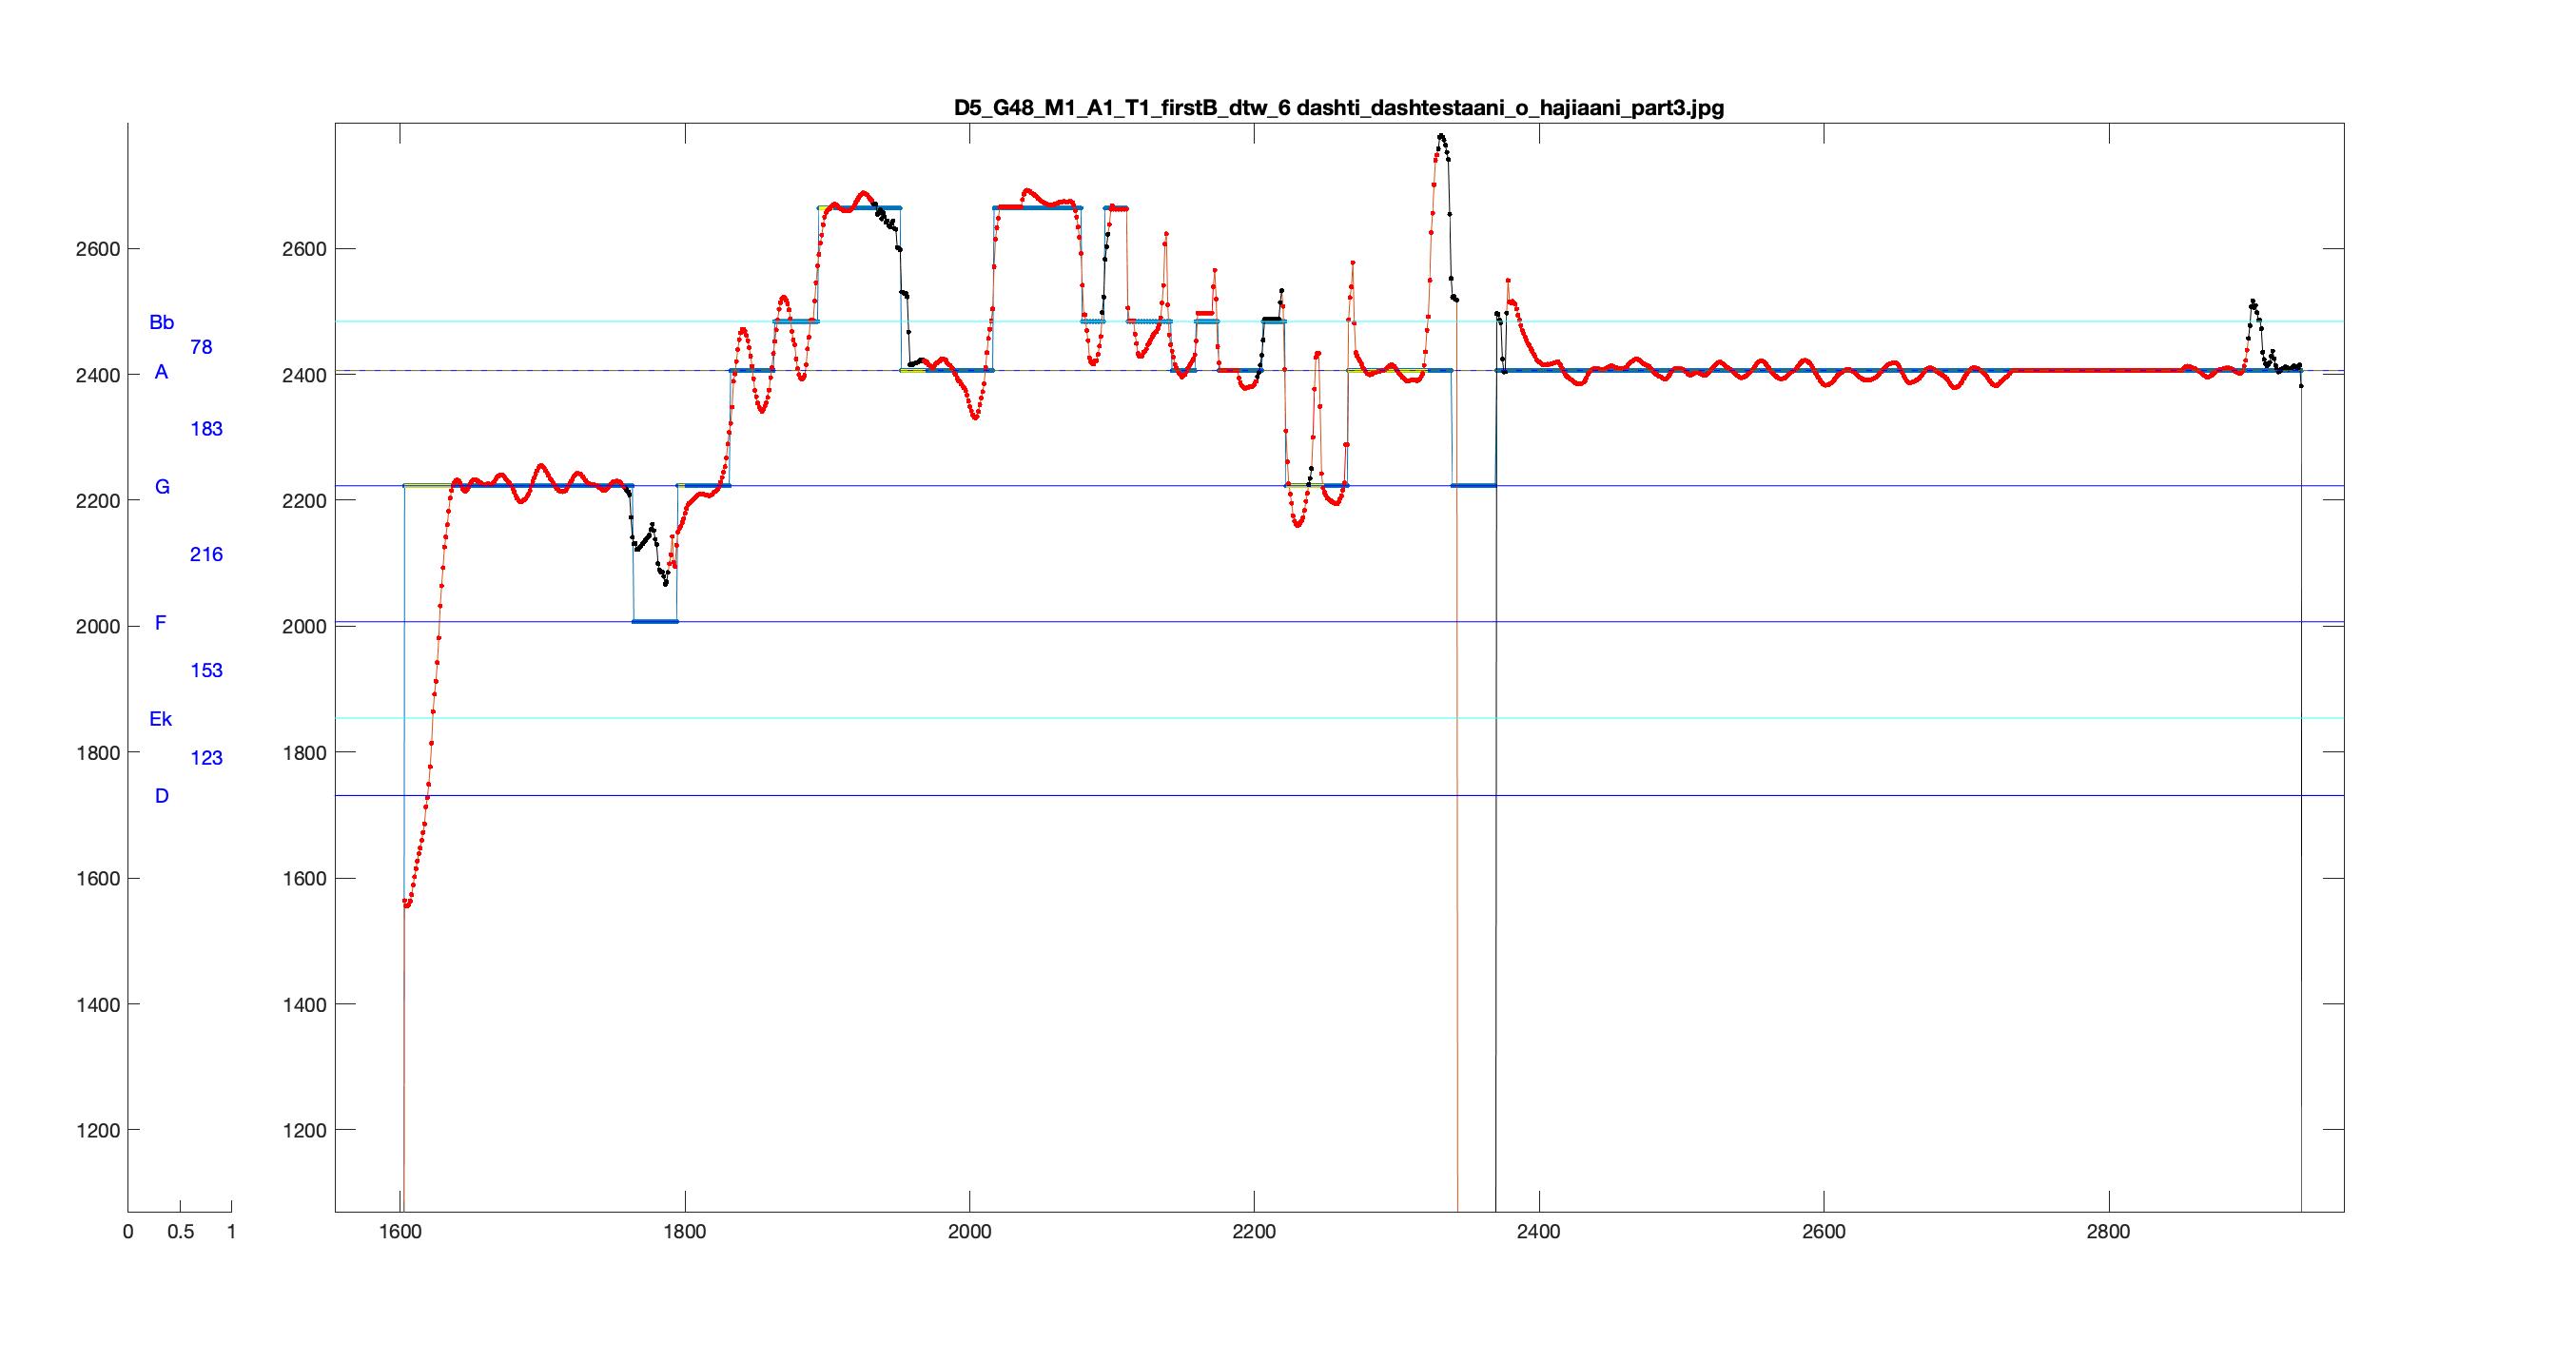 D5_G48_M1_A1_T1_firstB_dtw_6 dashti_dashtestaani_o_hajiaani_part3.jpg
2600 2600
Bb
78
2400 A 2400
183
G
2200 2200
216
2000 F 2000
153
Ek
1800 123 1800
D
1600 1600
1400 1400
1200 1200
0 0.5 1 1600 1800 2000 2200 2400 2600 2800